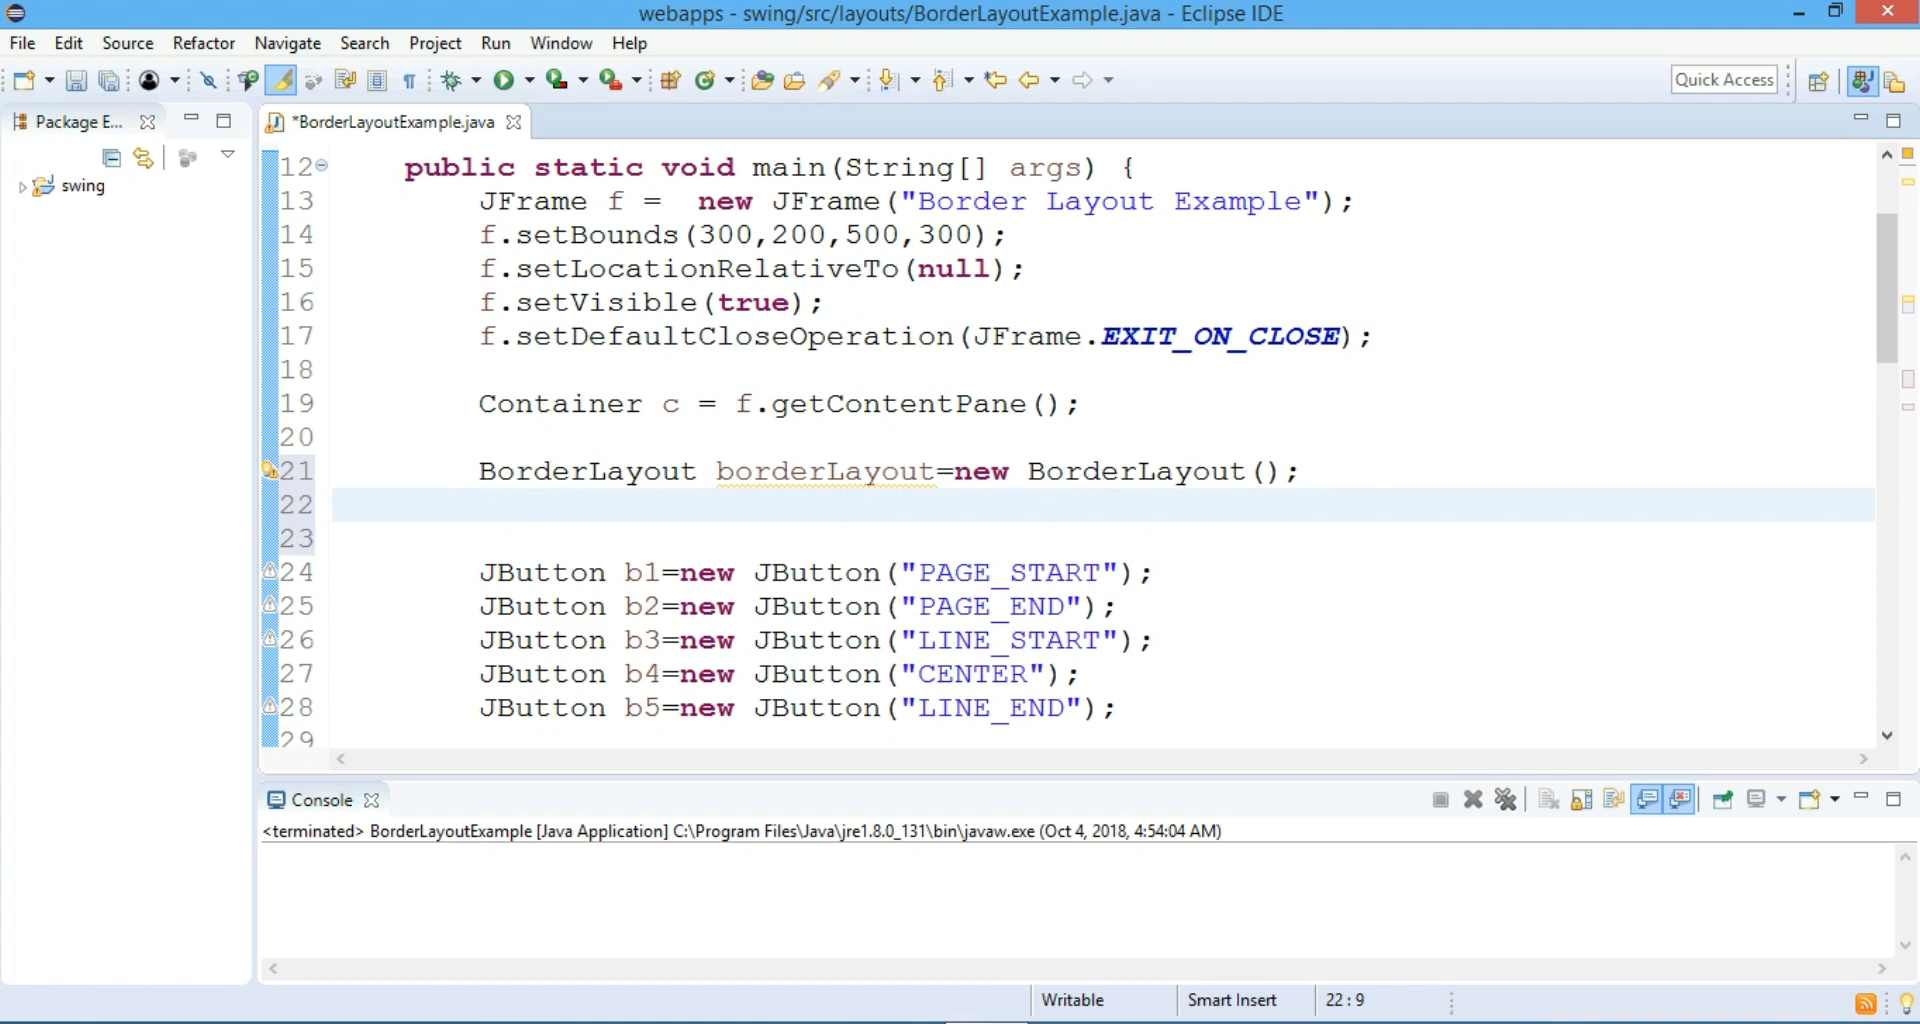 webapps - swing/src/layouts/BorderLayoutExample.java - Eclipse IDE
File Edit Source Refactor Navigate Search Project Run Window Help
Quick Access
Package E...
*BorderLayoutExample.java
swing
12 public static void main(String[] args) {
13 JFrame f = new JFrame("Border Layout Example");
14 f.setBounds(300,200,500,300);
15 f.setLocationRelativeTo(null);
16 f.setVisible(true);
17 f.setDefaultCloseOperation(JFrame.EXIT_ON_CLOSE);
18
19 Container c = f.getContentPane();
20
21 BorderLayout borderLayout=new BorderLayout();
22
23
24 JButton b1=new JButton("PAGE_START");
25 JButton b2=new JButton("PAGE_END");
26 JButton b3=new JButton("LINE_START");
27 JButton b4=new JButton("CENTER");
28 JButton b5=new JButton("LINE_END");
29
Console
<terminated> BorderLayoutExample [Java Application] C:\Program Files\Java\jre1.8.0_131\bin\javaw.exe (Oct 4, 2018, 4:54:04 AM)
Writable Smart Insert 22 : 9